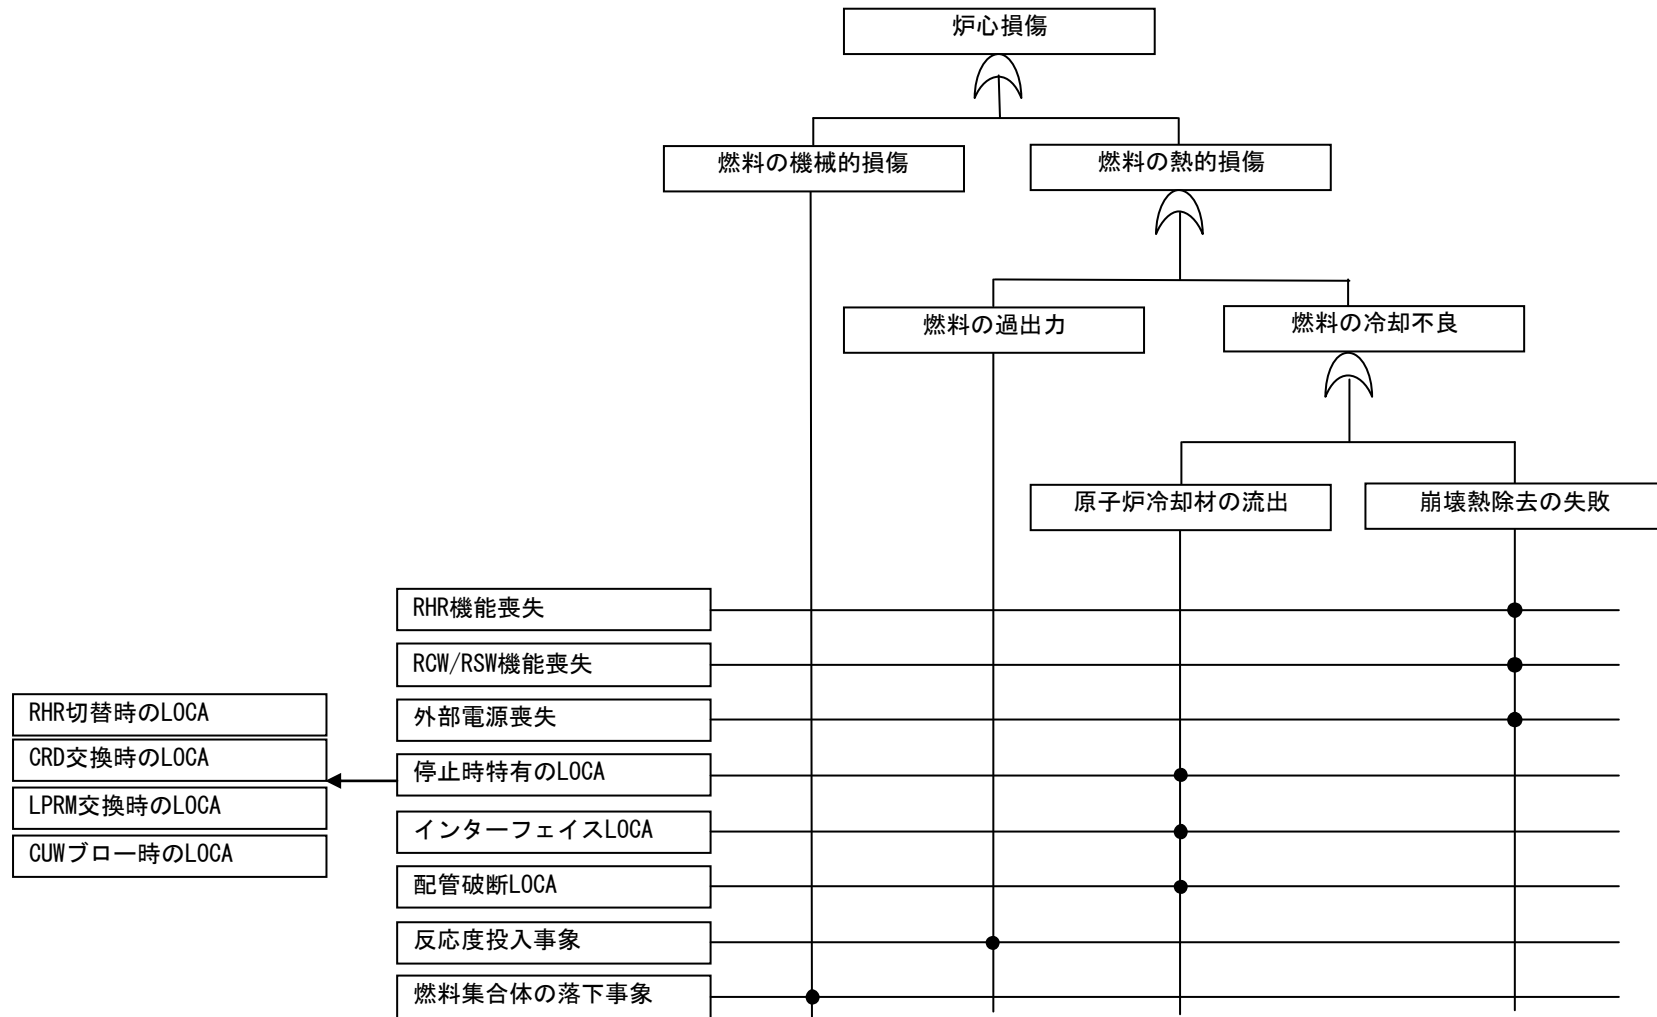 炉心損傷
燃料の機械的損傷
燃料の熱的損傷
燃料の過出力
燃料の冷却不良
原子炉冷却材の流出
崩壊熱除去の失敗
RHR機能喪失
RCW/RSW機能喪失
外部電源喪失
停止時特有のLOCA
インターフェイスLOCA
配管破断LOCA
反応度投入事象
燃料集合体の落下事象
RHR切替時のLOCA
CRD交換時のLOCA
LPRM交換時のLOCA
CUWブロー時のLOCA